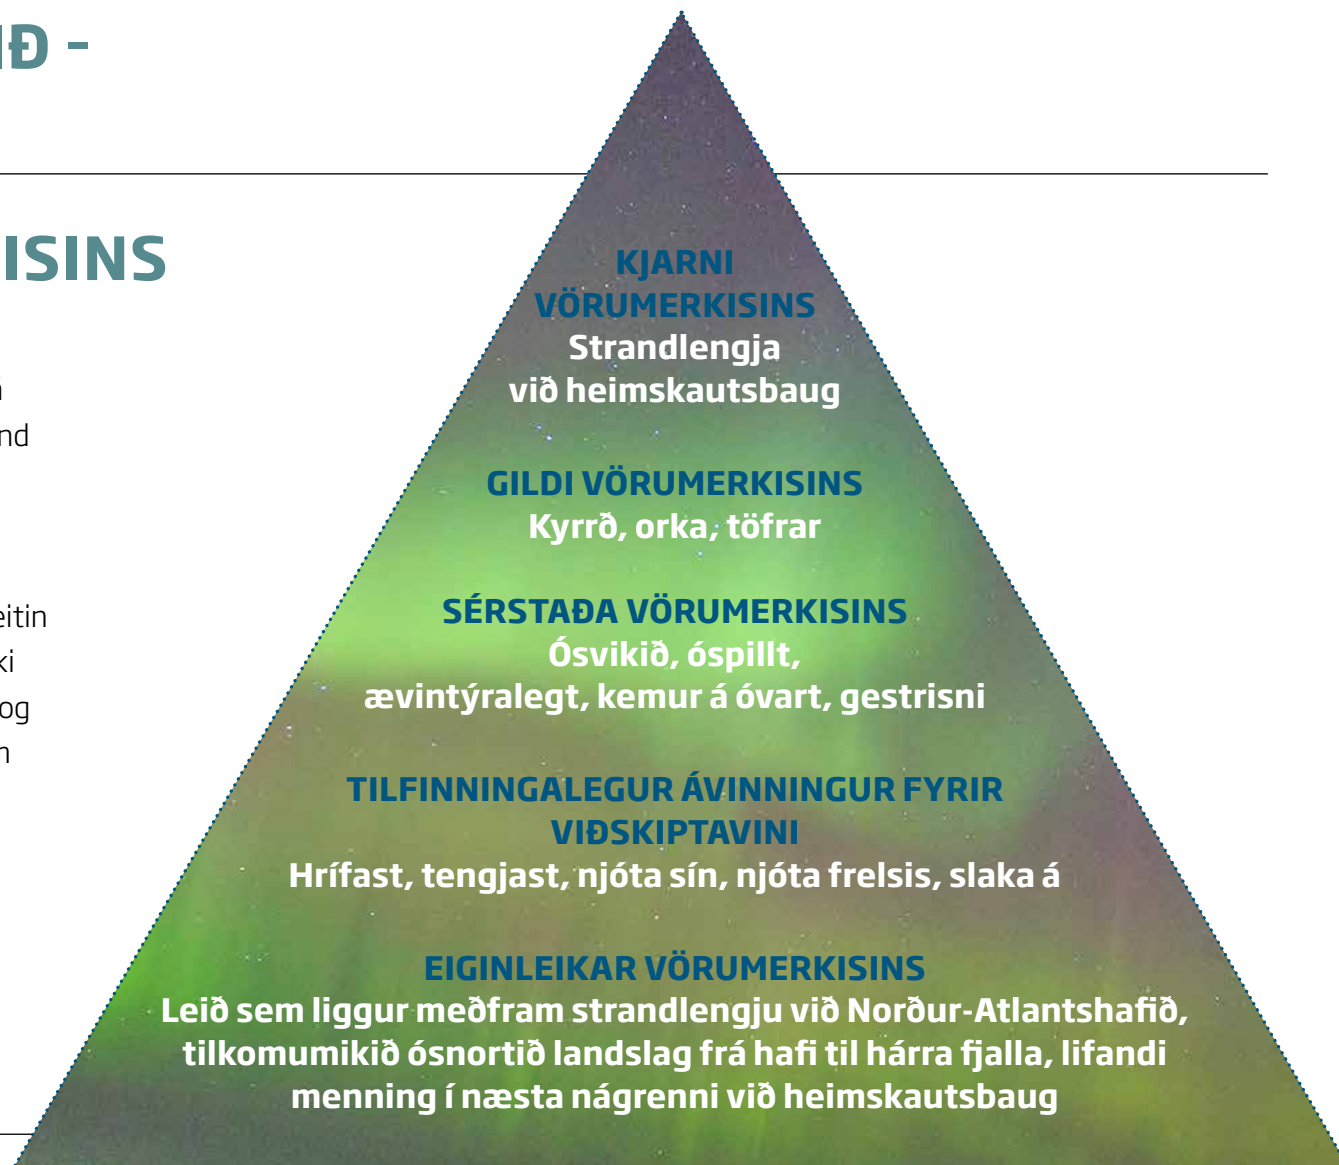 ISINS
nd
eitin
ki
og
KJARNI
VÖRUMERKISINS
Strandlengja
við heimskautsbaug
GILDI VÖRUMERKISINS
Kyrrð, orka, töfrar
SÉRSTAÐA VÖRUMERKISINS
Ósvikið, óspillt,
ævintýralegt, kemur á óvart, gestrisni
TILFINNINGALEGUR ÁVINNINGUR FYRIR
VIÐSKIPTAVINI
Hrífast, tengjast, njóta sín, njóta frelsis, slaka á
EIGINLEIKAR VÖRUMERKISINS
Leið sem liggur meðfram strandlengju við Norður-Atlantshafið,
tilkomumikið ósnortið landslag frá hafi til hárra fjalla, lifandi
menning í næsta nágrenni við heimskautsbaug